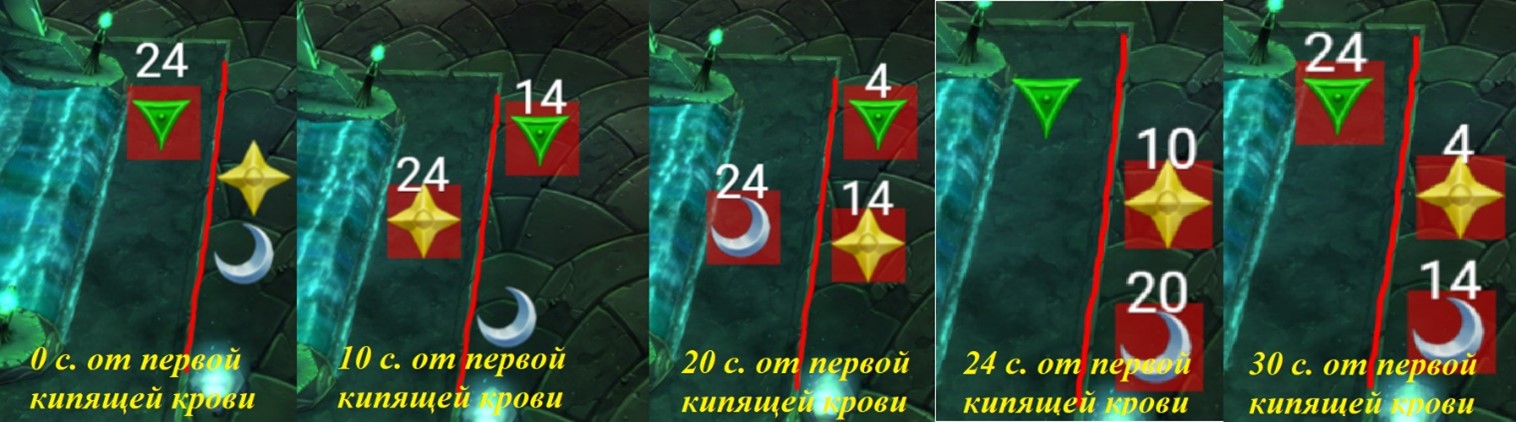 24
0 с. от первой
кипящей крови
14
24
10 с. от первой
кипящей крови
4
24
14
20 с. от первой
кипящей крови
10
20
24 с. от первой
кипящей крови
24
4
14
30 с. от первой
кипящей крови